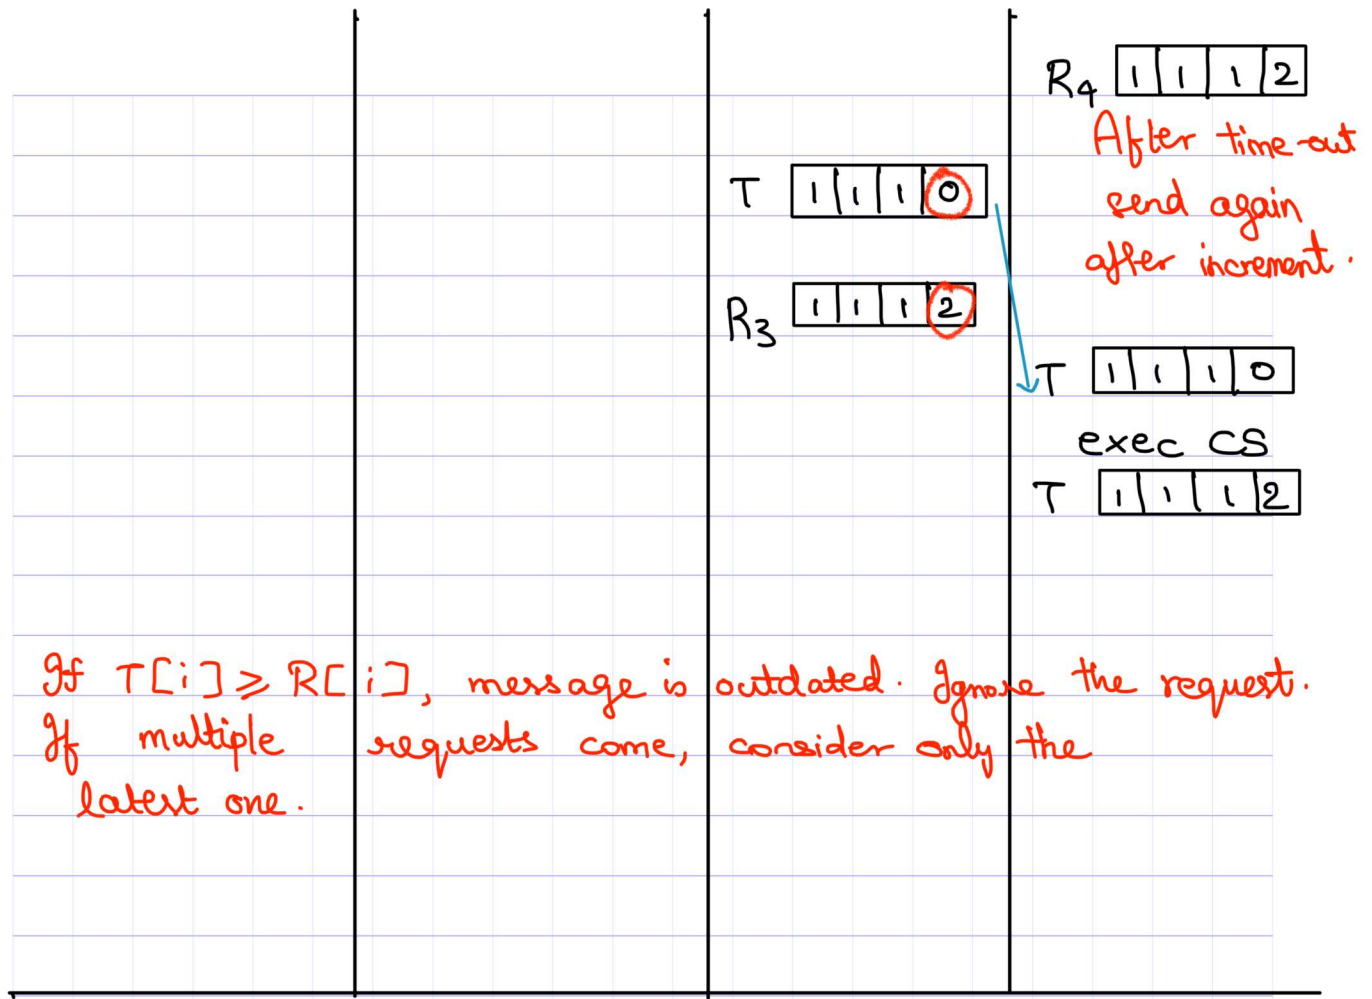 R4 1 1 1 2
After time-out
send again
after increment.
T 1 1 1 0
R3 1 1 1 2
T 1 1 1 0
exec CS
T 1 1 1 2
If T[i] ≥ R[i], message is outdated. Ignore the request.
If multiple requests come, consider only the
latest one.